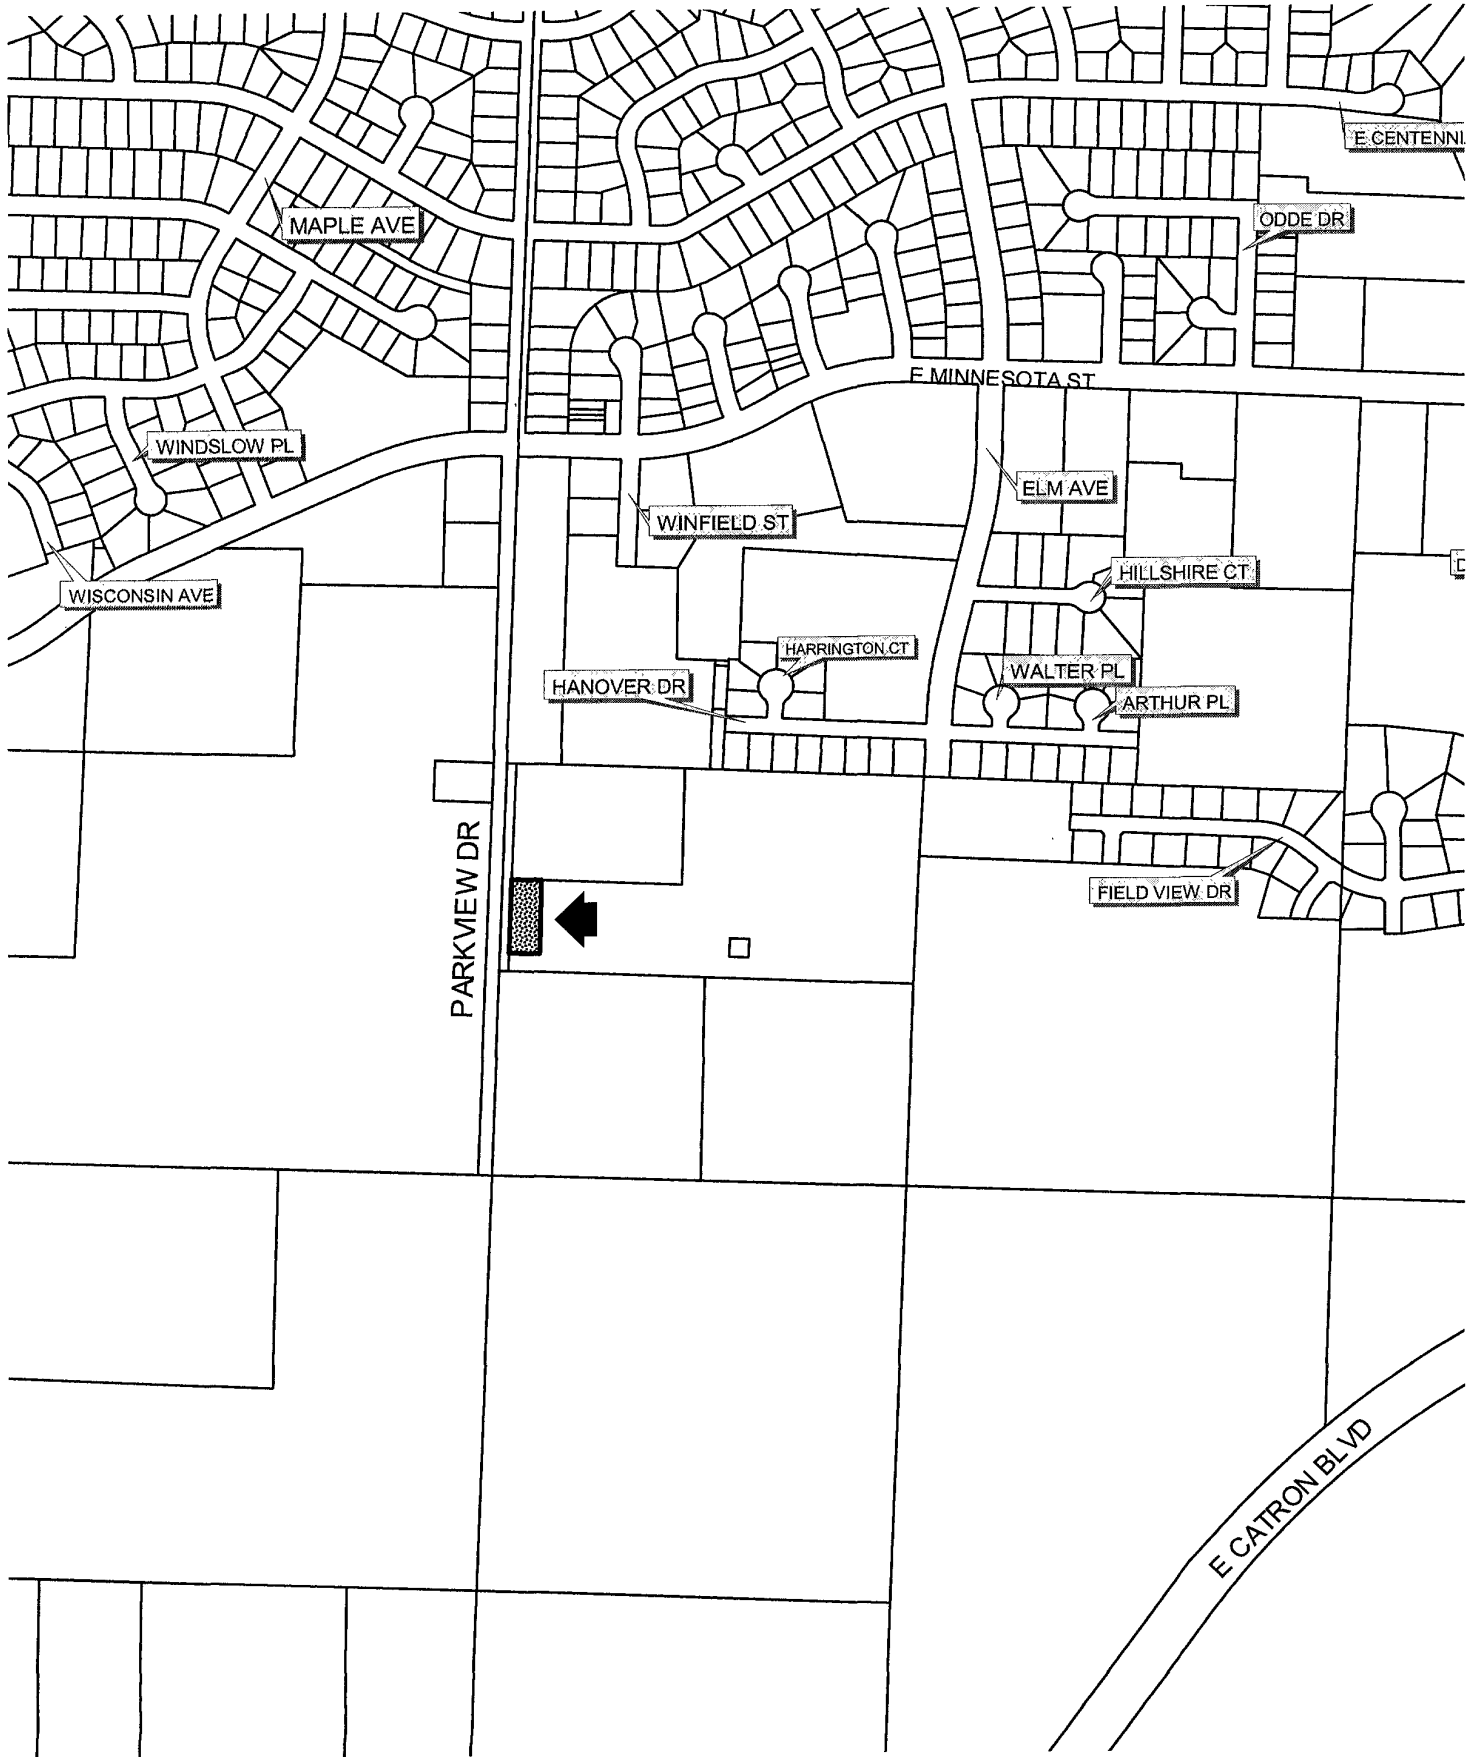 E CENTENNI
MAPLE AVE
ODDE DR
E MINNESOTA ST
WINDSLOW PL
ELM AVE
WINFIELD ST
HILLSHIRE CT
WISCONSIN AVE
HARRINGTON CT
WALTER PL
HANOVER DR
ARTHUR PL
PARKVIEW DR
FIELD VIEW DR
E CATRON BLVD